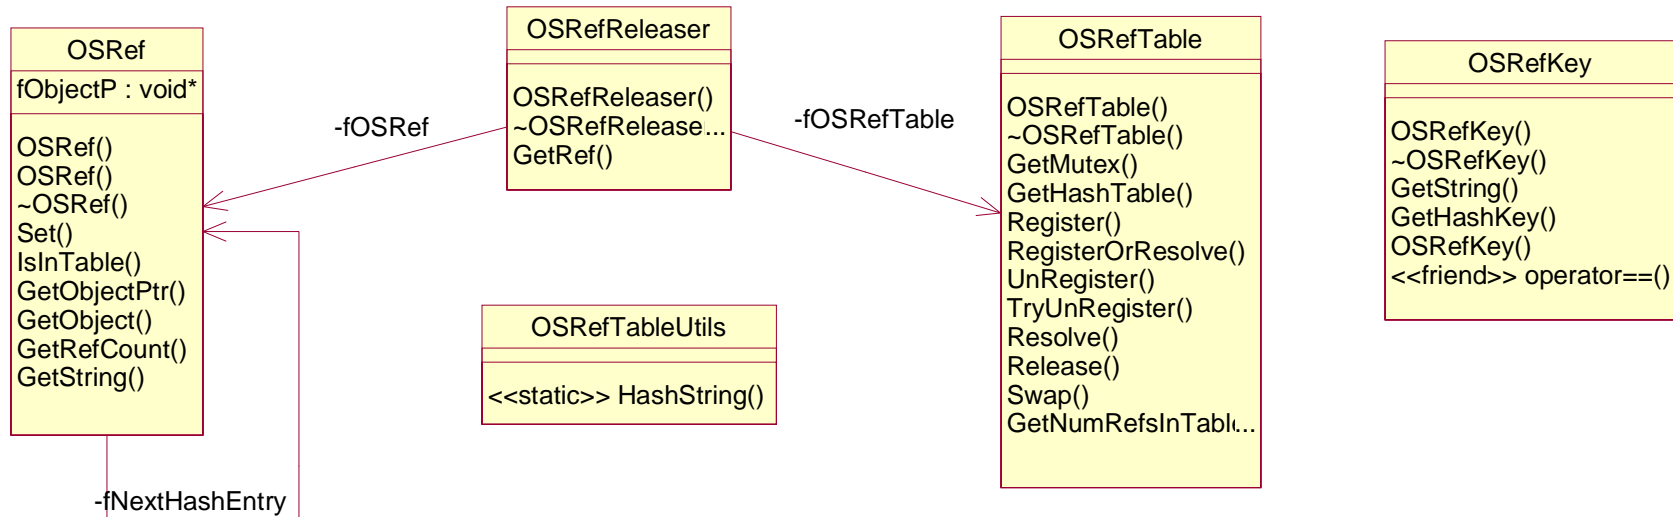 OSRef
fObjectP : void*
OSRef()
OSRef()
~OSRef()
Set()
IsInTable()
GetObjectPtr()
GetObject()
GetRefCount()
GetString()
-fNextHashEntry
-fOSRef
OSRefReleaser
OSRefReleaser()
~OSRefRelease...
GetRef()
-fOSRefTable
OSRefTableUtils
<<static>> HashString()
OSRefTable
OSRefTable()
~OSRefTable()
GetMutex()
GetHashTable()
Register()
RegisterOrResolve()
UnRegister()
TryUnRegister()
Resolve()
Release()
Swap()
GetNumRefsInTabl...
OSRefKey
OSRefKey()
~OSRefKey()
GetString()
GetHashKey()
OSRefKey()
<<friend>> operator==()